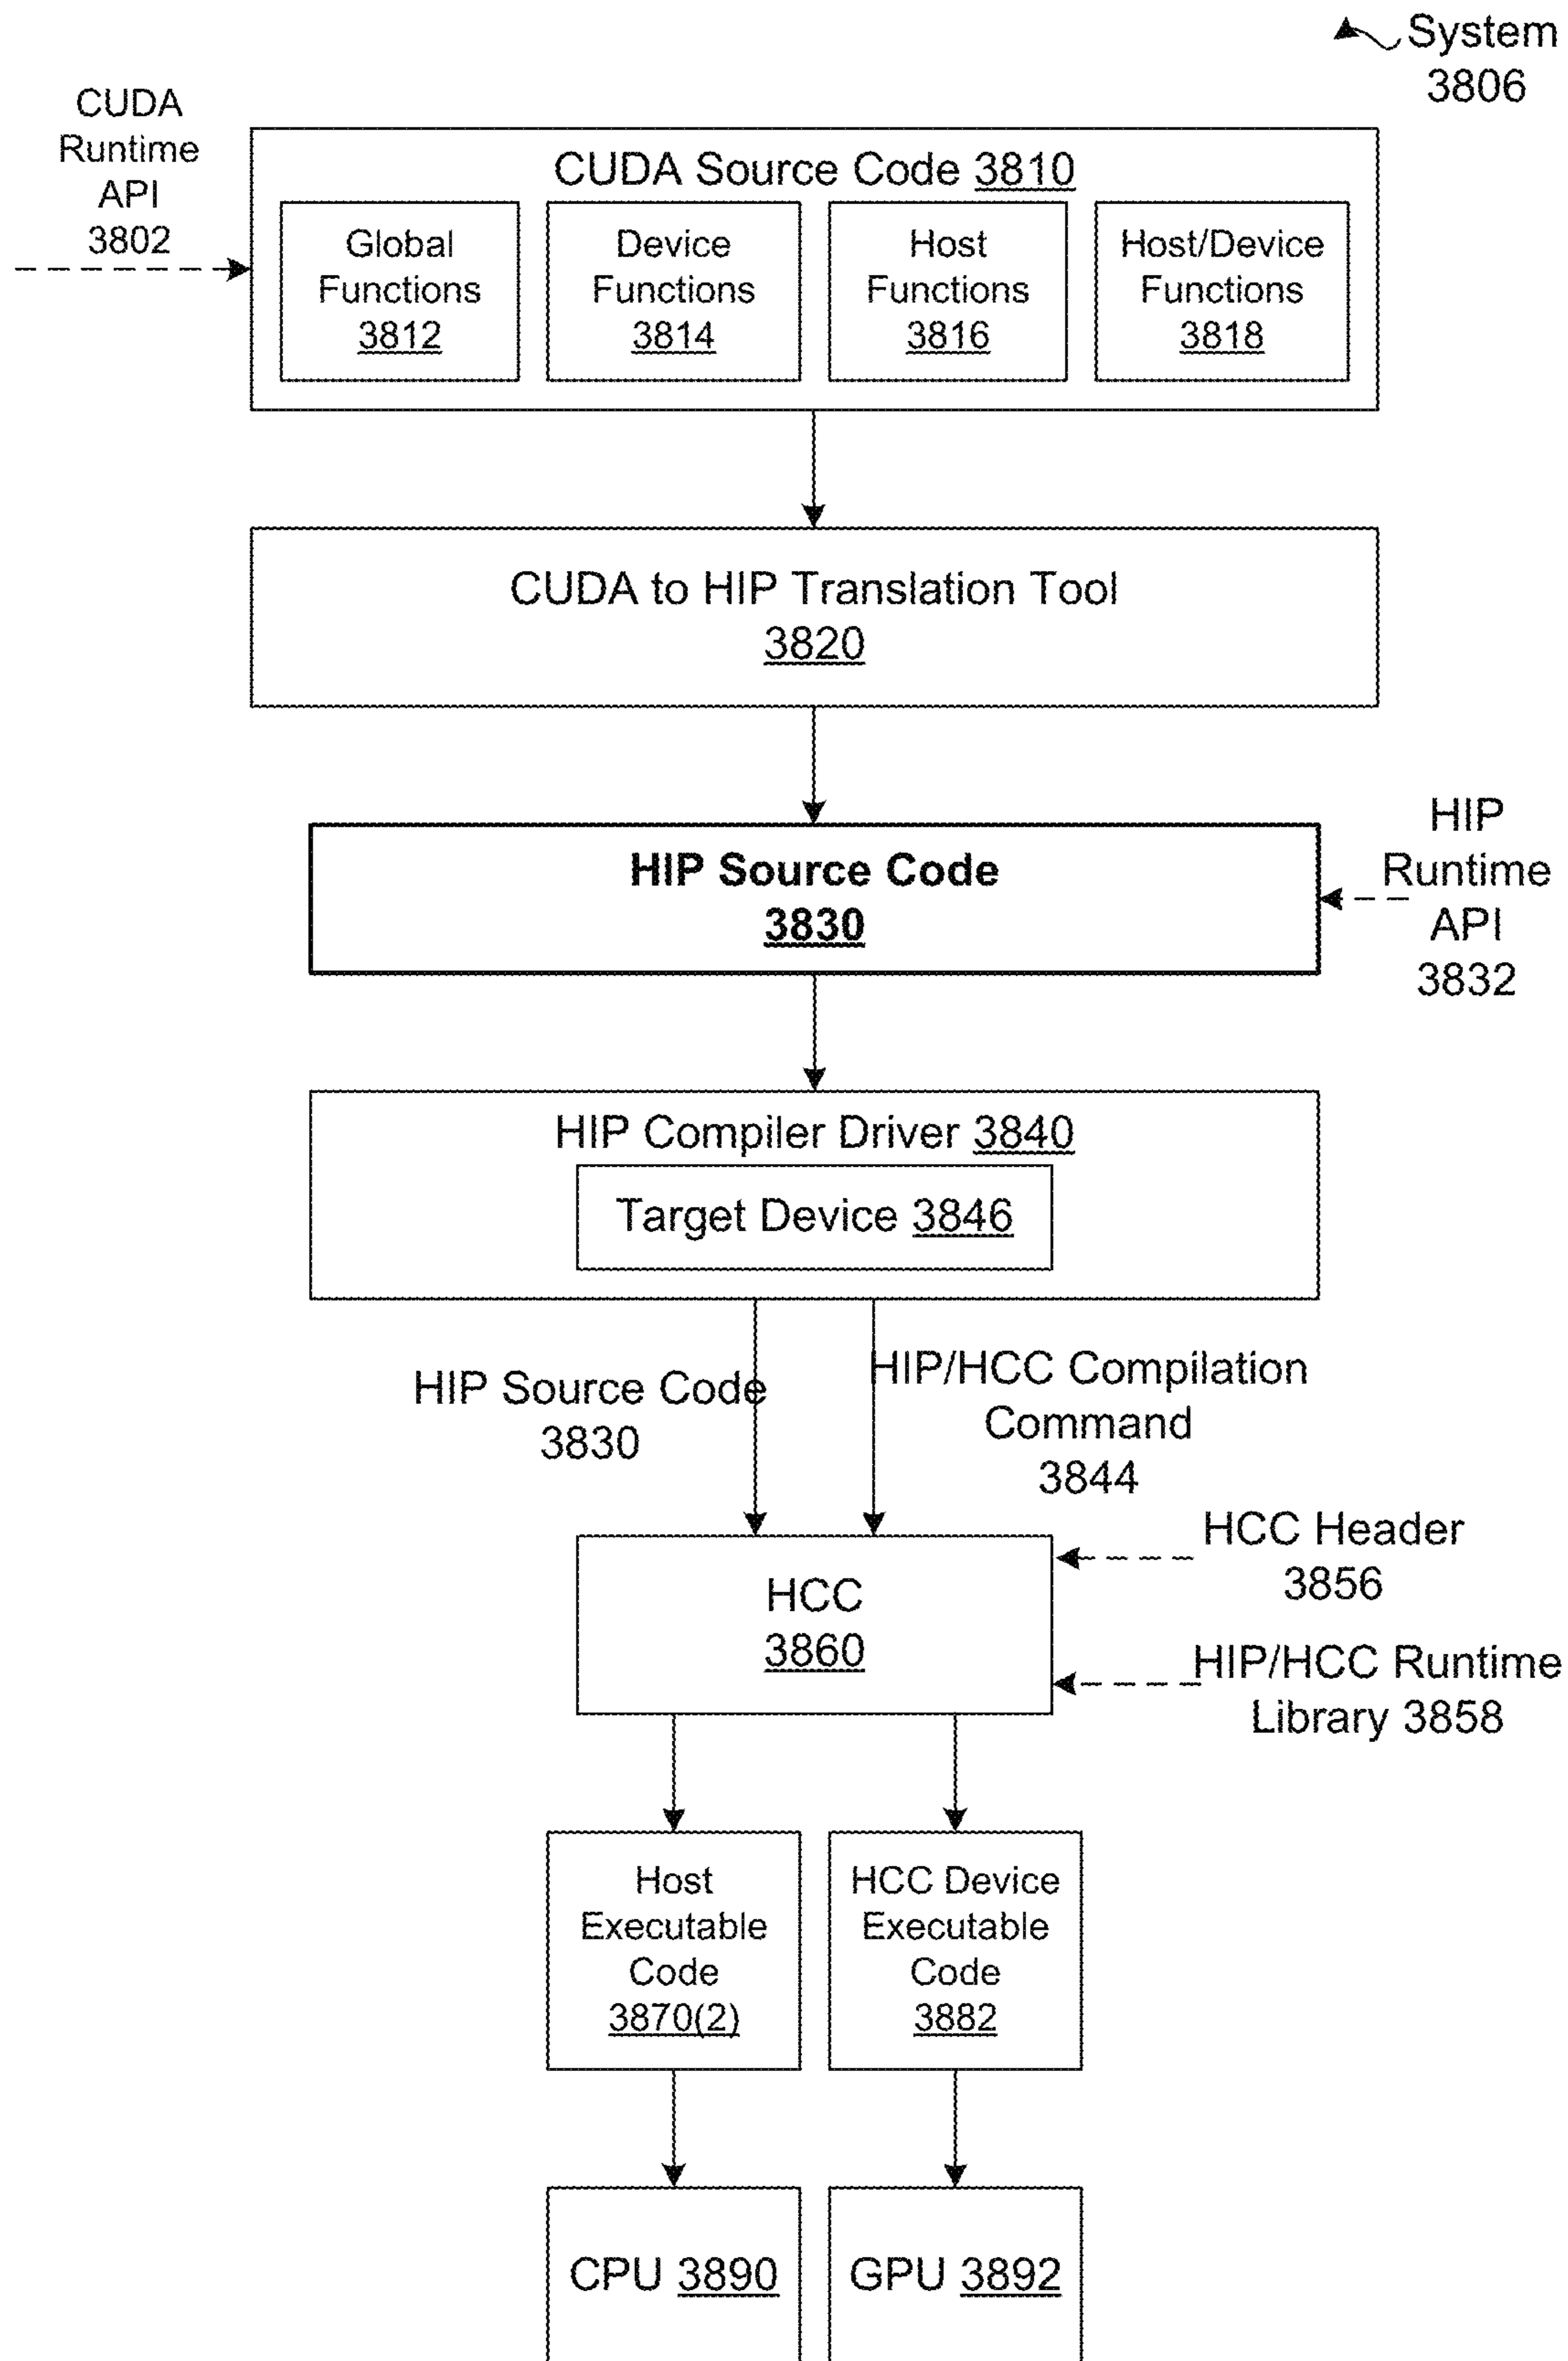 System
3806
CUDA
Runtime
API
3802
CUDA Source Code 3810
Global
Functions
3812
Device
Functions
3814
Host
Functions
3816
Host/Device
Functions
3818
CUDA to HIP Translation Tool
3820
HIP Source Code
3830
HIP
Runtime
API
3832
HIP Compiler Driver 3840
Target Device 3846
HIP Source Code
3830
HIP/HCC Compilation
Command
3844
HCC
3860
HCC Header
3856
HIP/HCC Runtime
Library 3858
Host
Executable
Code
3870(2)
HCC Device
Executable
Code
3882
CPU 3890
GPU 3892